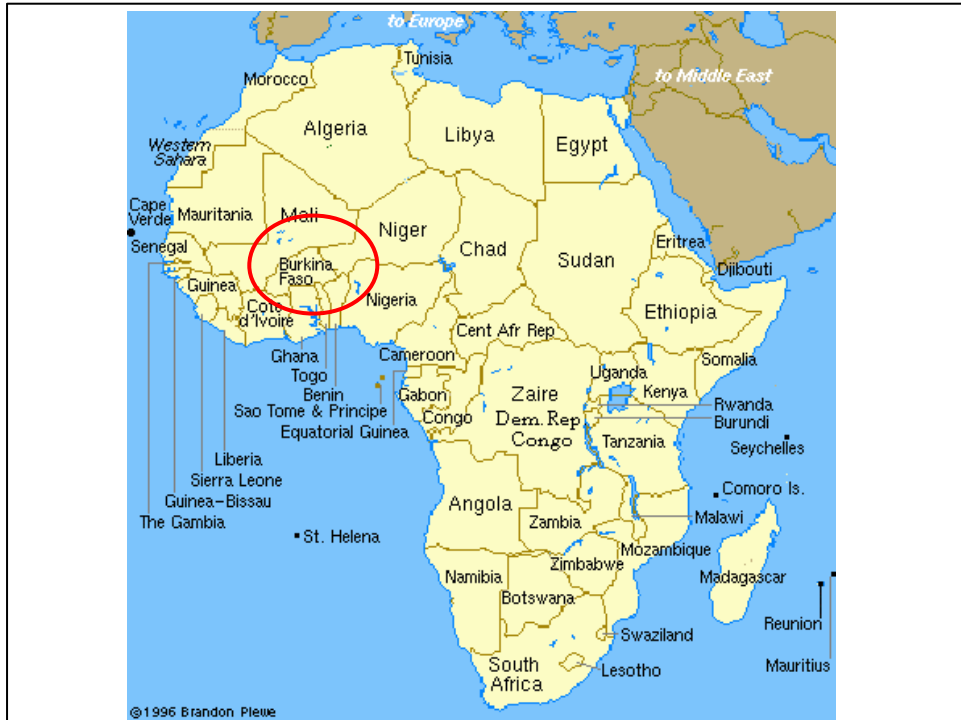 to Europe
Tunisia
Morocco
to Middle East
Algeria
Libya
Egypt
Western
Sahara
Cape
Verde
Mauritania
Mali
Niger
Chad
Sudan
Eritrea
Senegal
Djibouti
Burkina
Faso
Guinea
Nigeria
Cote
d'Ivoire
Ethiopia
Cent Afr Rep
Ghana
Cameroon
Somalia
Togo
Uganda
Benin
Gabon
Zaire
Kenya
Sao Tome & Principe
Rwanda
Congo
Dem. Rep
Congo
Burundi
Equatorial Guinea
Tanzania
Seychelles
Liberia
Sierra Leone
Comoro Is.
Guinea-Bissau
Angola
Malawi
The Gambia
Zambia
St. Helena
Mozambique
Zimbabwe
Namibia
Madagascar
Botswana
Reunion
Swaziland
South
Africa
Lesotho
Mauritius
©1996 Brandon Plewe